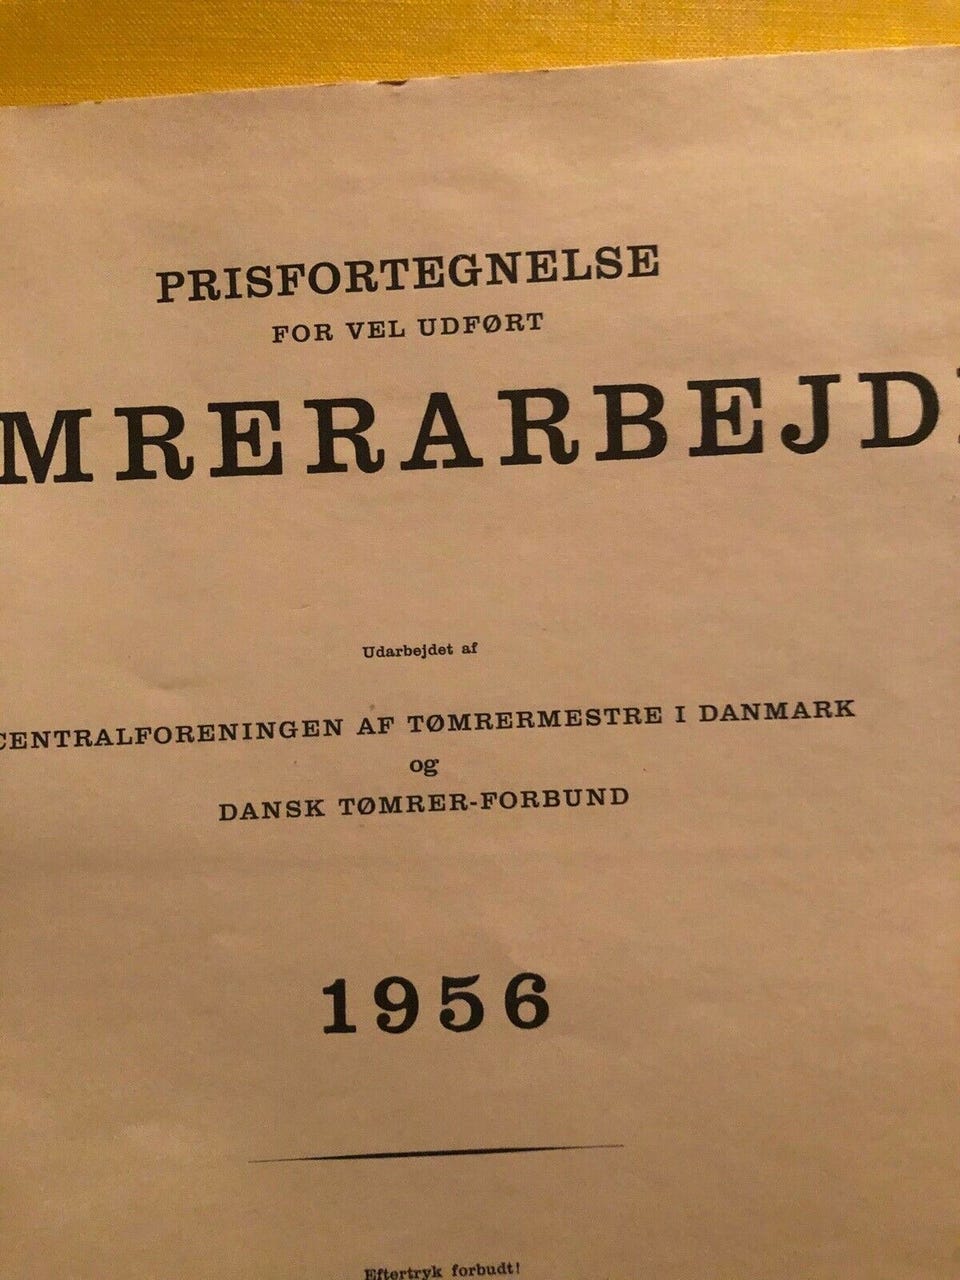 PRISFORTEGNELSE
FOR VEL UDFØRT
MRERARBEJD
CENTRALFORENINGEN AF TØMRERMESTRE I DANMARK
Udarbejdet af
og
DANSK TØMRER-FORBUND
1956
Eftertryk forbudt!